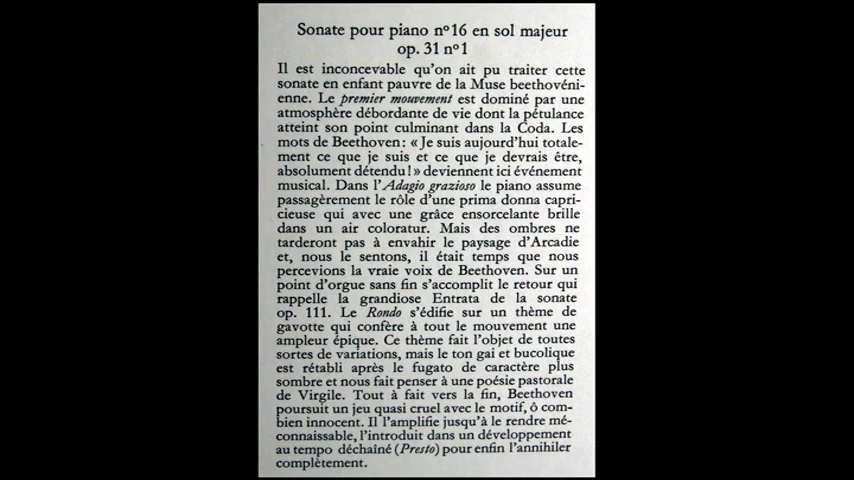 Sonate pour piano nº16 en sol majeur
op. 31 nº1
Il est inconcevable qu'on ait pu traiter cette
sonate en enfant pauvre de la Muse beethovéni-
enne. Le premier mouvement est dominé par une
atmosphère débordante de vie dont la pétulance
atteint son point culminant dans la Coda. Les
mots de Beethoven: « Je suis aujourd'hui totale-
ment ce que je suis et ce que je devrais être,
absolument détendu!» deviennent ici événement
musical. Dans l'Adagio grazioso le piano assume
passagèrement le rôle d'une prima donna capri-
cieuse qui avec une grâce ensorcelante brille
dans un air coloratur. Mais des ombres ne
tarderont pas à envahir le paysage d'Arcadie
et, nous le sentons, il était temps que nous
percevions la vraie voix de Beethoven. Sur un
point d'orgue sans fin s'accomplit le retour qui
rappelle la grandiose Entrata de la sonate
op. 111. Le Rondo s'édifie sur un thème de
gavotte qui confère à tout le mouvement une
ampleur épique. Ce thème fait l'objet de toutes
sortes de variations, mais le ton gai et bucolique
est rétabli après le fugato de caractère plus
sombre et nous fait penser à une poésie pastorale
de Virgile. Tout à fait vers la fin, Beethoven
poursuit un jeu quasi cruel avec le motif, ô com-
bien innocent. Il l'amplifie jusqu'à le rendre mé-
connaissable, l'introduit dans un développement
au tempo déchaîné (Presto) pour enfin l'annihiler
complètement.